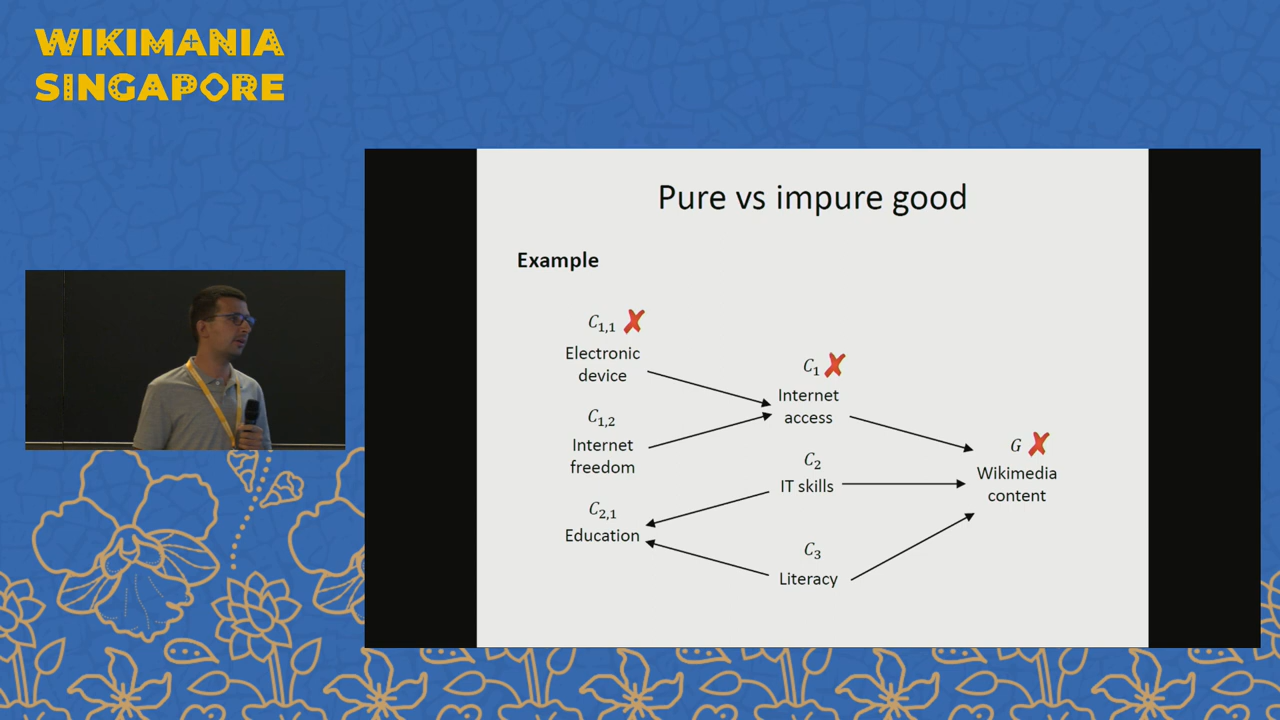 WIKIMANIA
SINGAPORE
Pure vs impure good
Example
C1,1 ✘
Electronic
device
C1,2
Internet
freedom
C2,1
Education
C1 ✘
Internet
access
C2
IT skills
C3
Literacy
G ✘
Wikimedia
content